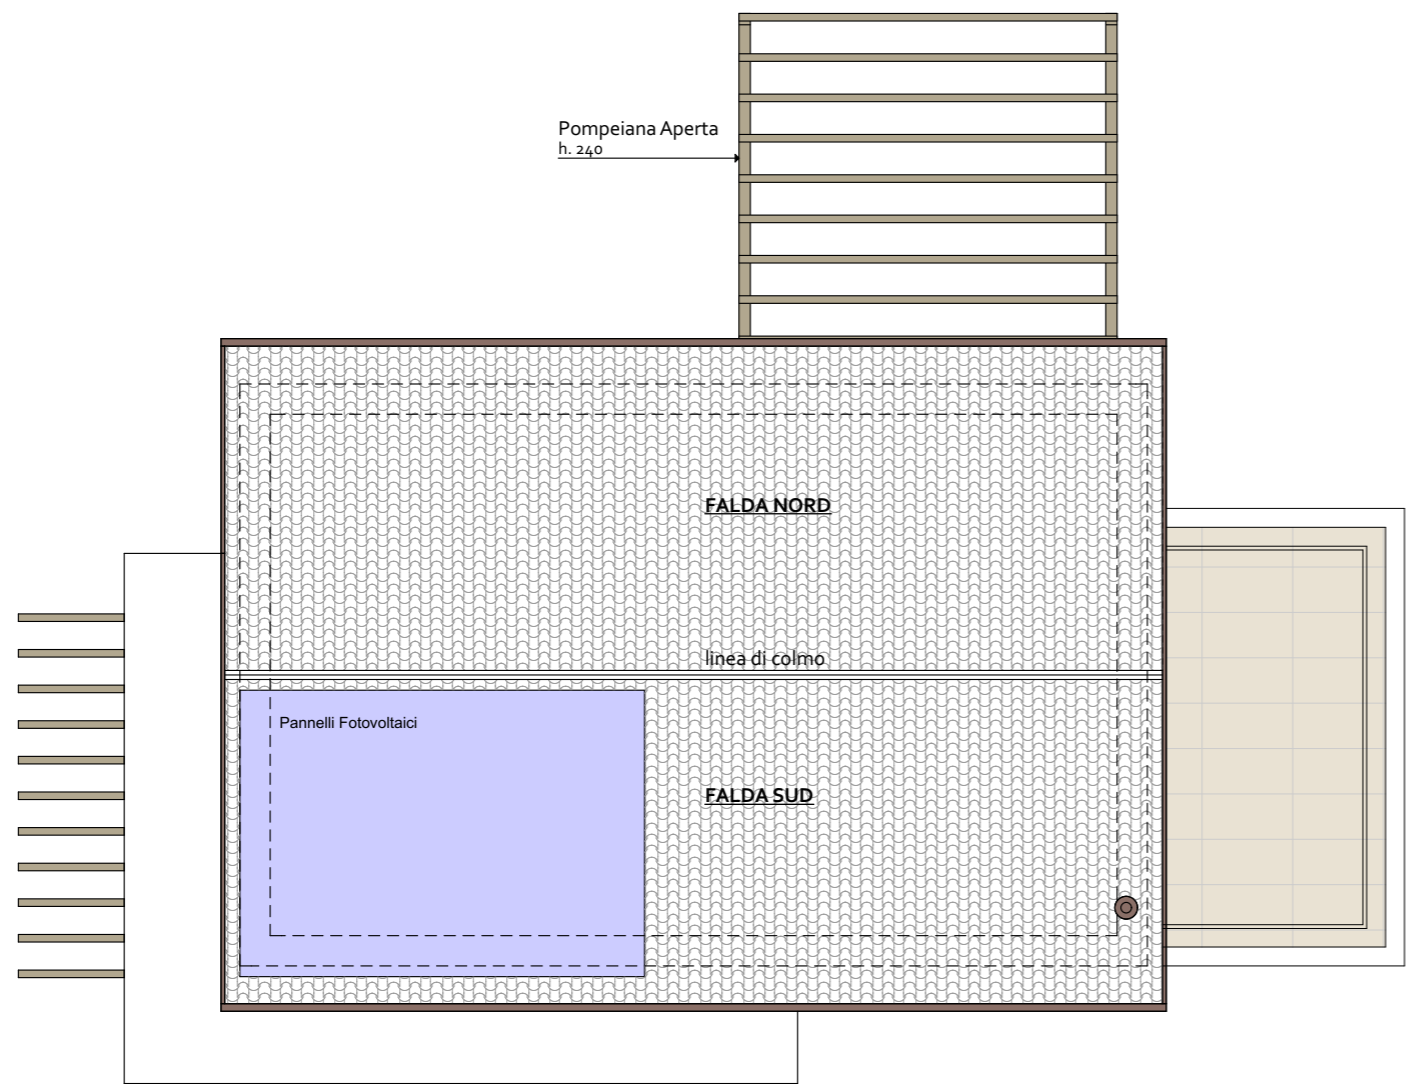 Pompeiana Aperta
h. 240
FALDA NORD
linea di colmo
Pannelli Fotovoltaici
FALDA SUD